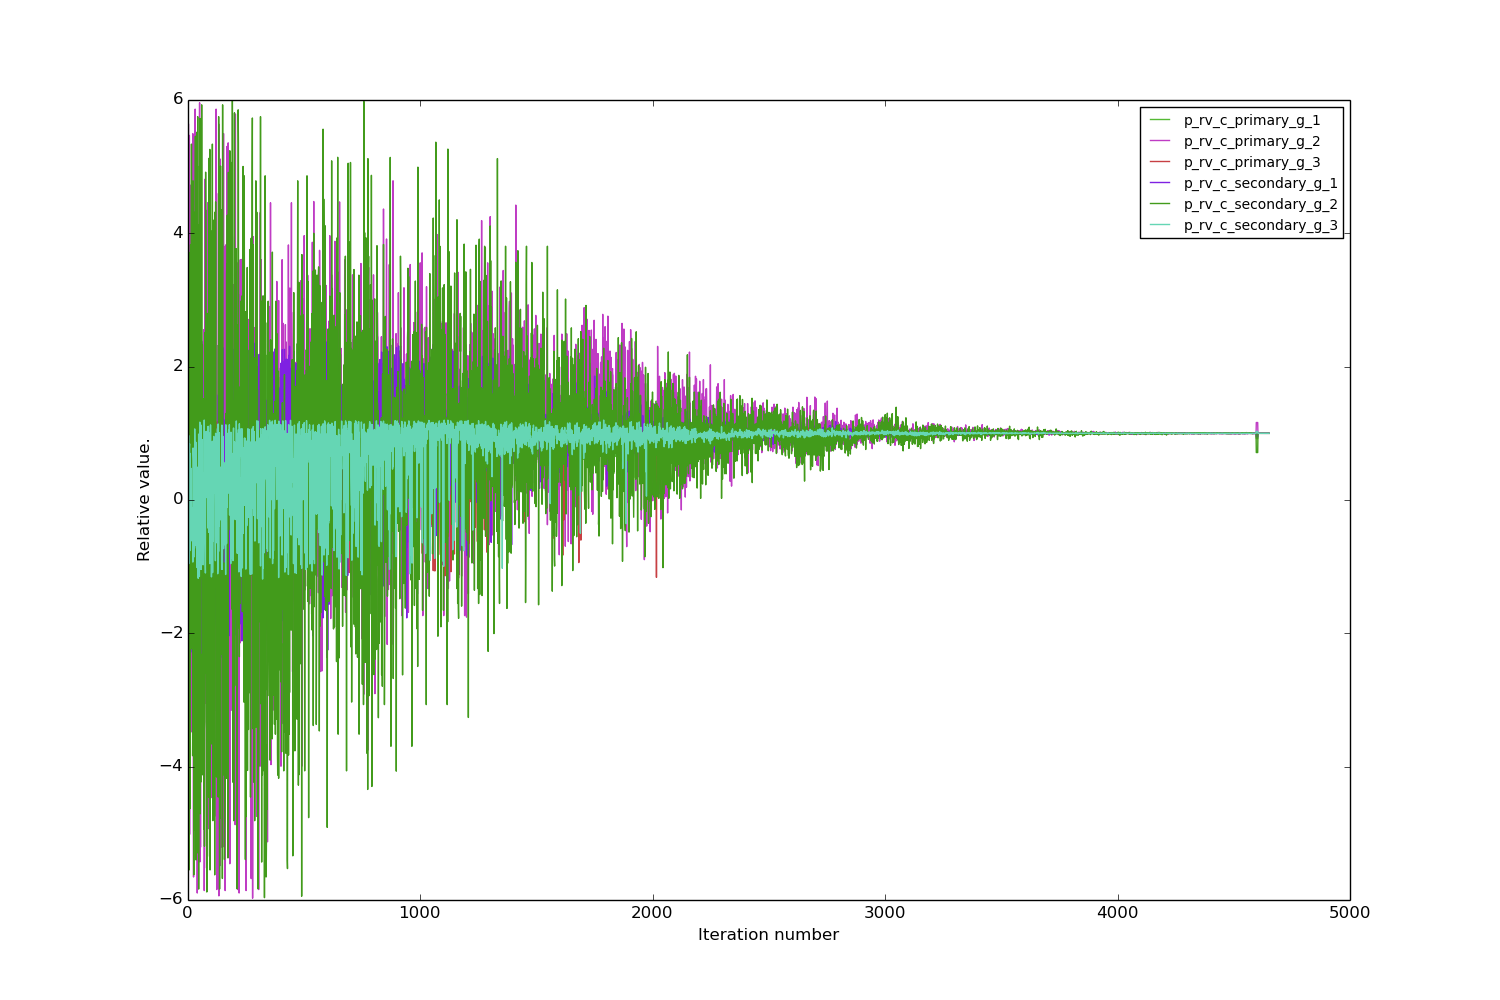 6
4
2
0
−2
−4
−6
Relative value.
0
1000
2000
3000
4000
5000
Iteration number
p_rv_c_primary_g_1
p_rv_c_primary_g_2
p_rv_c_primary_g_3
p_rv_c_secondary_g_1
p_rv_c_secondary_g_2
p_rv_c_secondary_g_3